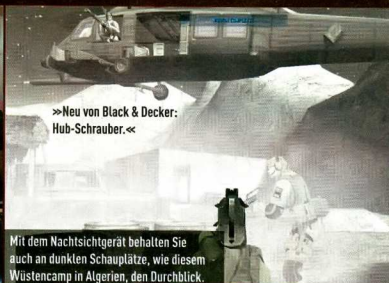 »Neu von Black & Decker:
Hub-Schrauber.«
Mit dem Nachtsichtgerät behalten Sie
auch an dunklen Schauplätze, wie diesem
Wüstencamp in Algerien, den Durchblick.